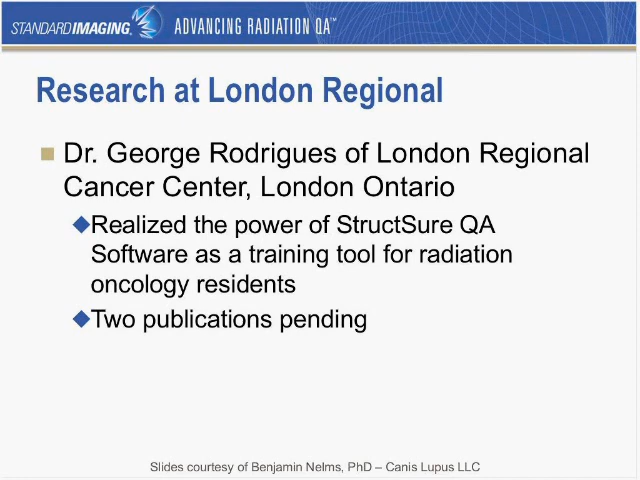 STANDARD IMAGING. ADVANCING RADIATION QA™
Research at London Regional
Dr. George Rodrigues of London Regional
Cancer Center, London Ontario
Realized the power of StructSure QA
Software as a training tool for radiation
oncology residents
Two publications pending
Slides courtesy of Benjamin Nelms, PhD – Canis Lupus LLC